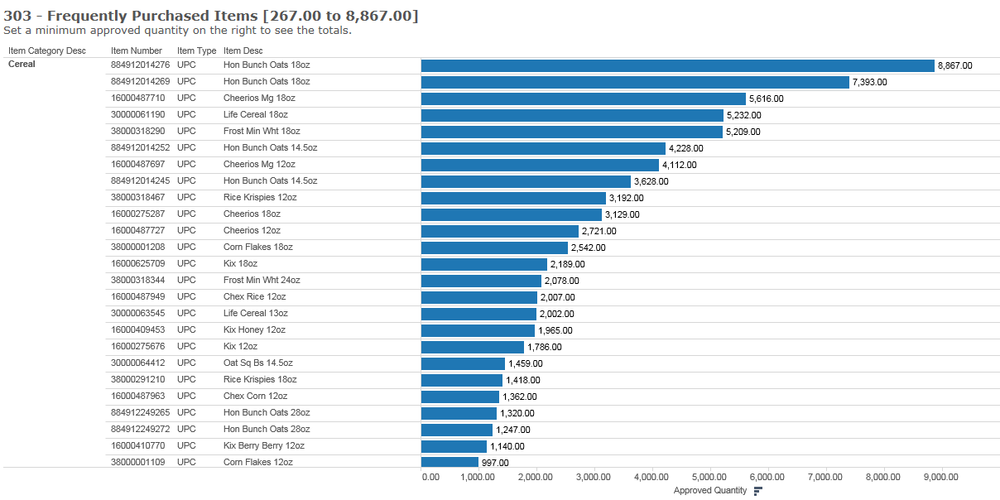 303 - Frequently Purchased Items [267.00 to 8,867.00]
Set a minimum approved quantity on the right to see the totals.
Item Category Desc Item Number Item Type Item Desc
Cereal 884912014276 UPC Hon Bunch Oats 18oz 8,867.00
884912014269 UPC Hon Bunch Oats 18oz 7,393.00
16000487710 UPC Cheerios Mg 18oz 5,616.00
30000061190 UPC Life Cereal 18oz 5,232.00
38000318290 UPC Frost Min Wht 18oz 5,209.00
884912014252 UPC Hon Bunch Oats 14.5oz 4,228.00
16000487697 UPC Cheerios Mg 12oz 4,112.00
884912014245 UPC Hon Bunch Oats 14.5oz 3,628.00
38000318467 UPC Rice Krispies 12oz 3,192.00
16000275287 UPC Cheerios 18oz 3,129.00
16000487727 UPC Cheerios 12oz 2,721.00
38000001208 UPC Corn Flakes 18oz 2,542.00
16000625709 UPC Kix 18oz 2,189.00
38000318344 UPC Frost Min Wht 24oz 2,078.00
16000487949 UPC Chex Rice 12oz 2,007.00
30000063545 UPC Life Cereal 13oz 2,002.00
16000409453 UPC Kix Honey 12oz 1,965.00
16000275676 UPC Kix 12oz 1,786.00
30000064412 UPC Oat Sq Bs 14.5oz 1,459.00
38000291210 UPC Rice Krispies 18oz 1,418.00
16000487963 UPC Chex Corn 12oz 1,362.00
884912249265 UPC Hon Bunch Oats 28oz 1,320.00
884912249272 UPC Hon Bunch Oats 28oz 1,247.00
16000410770 UPC Kix Berry Berry 12oz 1,140.00
38000001109 UPC Corn Flakes 12oz 997.00
0.00 1,000.00 2,000.00 3,000.00 4,000.00 5,000.00 6,000.00 7,000.00 8,000.00 9,000.00
Approved Quantity